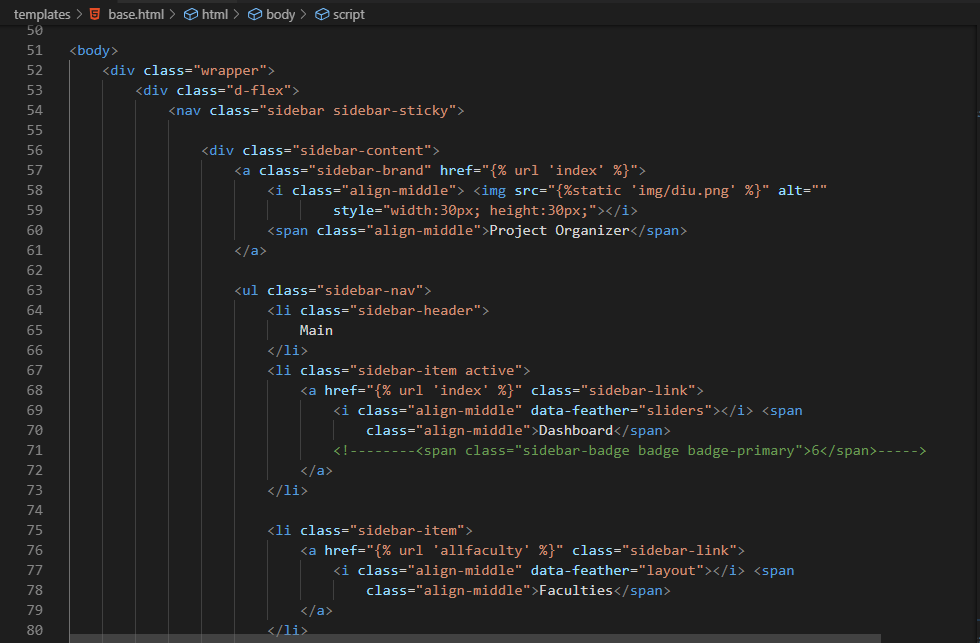 templates > base.html > html > body > script
50
51 <body>
52     <div class="wrapper">
53         <div class="d-flex">
54             <nav class="sidebar sidebar-sticky">
55
56                 <div class="sidebar-content">
57                     <a class="sidebar-brand" href="{% url 'index' %}">
58                         <i class="align-middle"> <img src="{%static 'img/diu.png' %}" alt=""
59                                 style="width:30px; height:30px;"></i>
60                         <span class="align-middle">Project Organizer</span>
61                     </a>
62
63                     <ul class="sidebar-nav">
64                         <li class="sidebar-header">
65                             Main
66                         </li>
67                         <li class="sidebar-item active">
68                             <a href="{% url 'index' %}" class="sidebar-link">
69                                 <i class="align-middle" data-feather="sliders"></i> <span
70                                     class="align-middle">Dashboard</span>
71                                 <!--------<span class="sidebar-badge badge badge-primary">6</span>----->
72                             </a>
73                         </li>
74
75                         <li class="sidebar-item">
76                             <a href="{% url 'allfaculty' %}" class="sidebar-link">
77                                 <i class="align-middle" data-feather="layout"></i> <span
78                                     class="align-middle">Faculties</span>
79                             </a>
80                         </li>